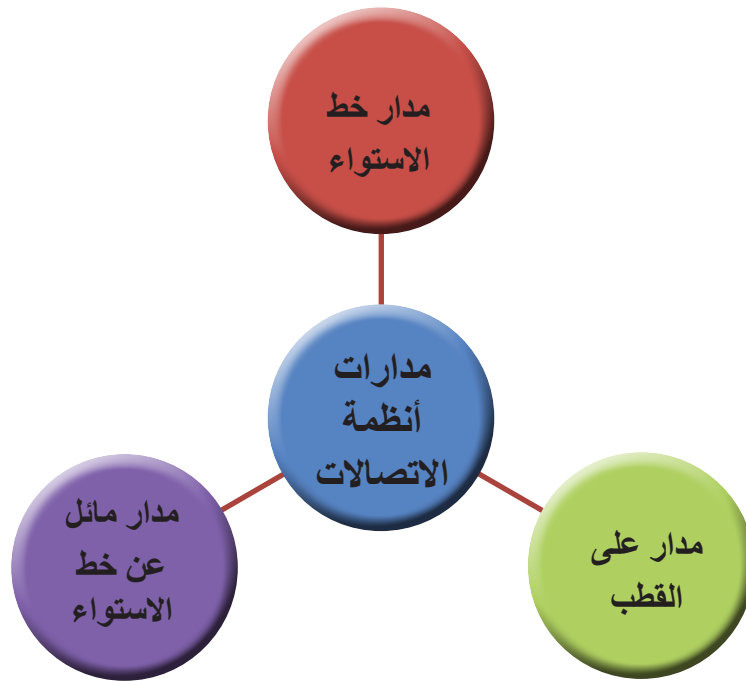 مدار خط
الاستواء
مدارات
أنظمة
الاتصالات
مدار على
القطب
مدار مائل
عن خط
الاستواء